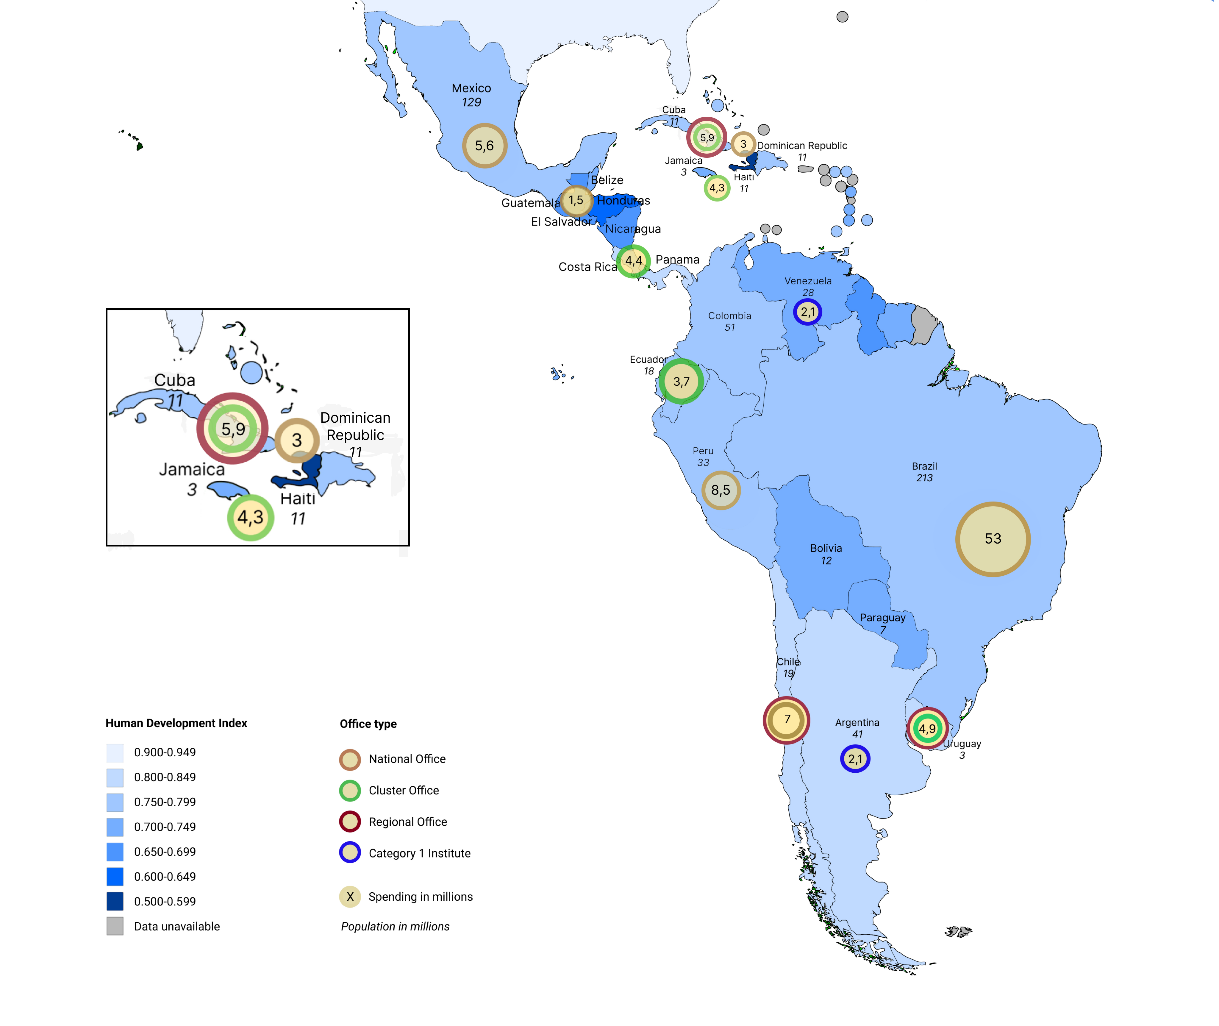 Mexico
129
5,6
Cuba
11
5,9
3
Dominican Republic
11
Jamaica
3
4,3
Haiti
11
Belize
Guatemala
1,5
Honduras
El Salvador
Nicaragua
Costa Rica
4,4
Panama
Venezuela
28
2,1
Colombia
51
Ecuador
18
3,7
Peru
33
8,5
Brazil
213
53
Bolivia
12
Paraguay
7
Chile
19
7
Argentina
41
2,1
4,9
Uruguay
3
Cuba
11
5,9
3
Dominican
Republic
11
Jamaica
3
4,3
Haiti
11
Human Development Index
0.900-0.949
0.800-0.849
0.750-0.799
0.700-0.749
0.650-0.699
0.600-0.649
0.500-0.599
Data unavailable
Office type
National Office
Cluster Office
Regional Office
Category 1 Institute
X Spending in millions
Population in millions